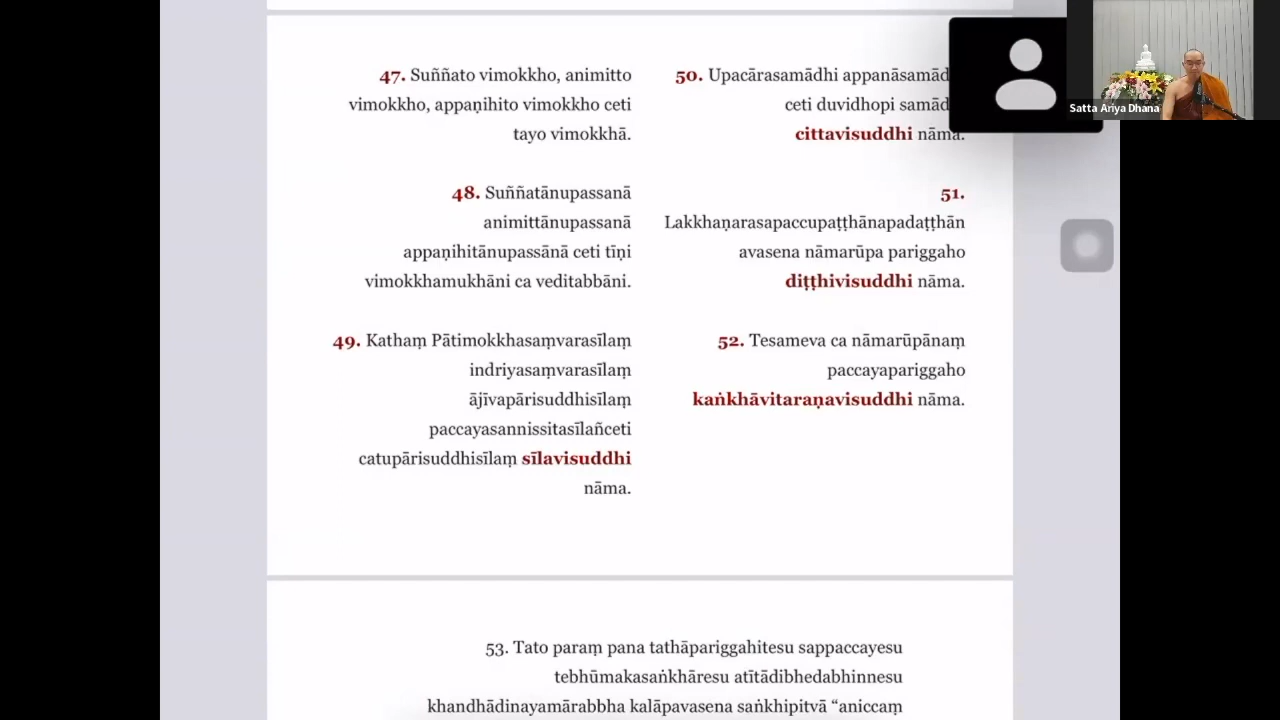 47. Suññato vimokkho, animitto
vimokkho, appaṇihito vimokkho ceti
tayo vimokkhā.
48. Suññatānupassanā
animittānupassanā
appaṇihitānupassānā ceti tīṇi
vimokkhamukhāni ca veditabbāni.
49. Kathaṃ Pātimokkhasaṃvarasīlaṃ
indriyasaṃvarasīlaṃ
ājīvapārisuddhisīlaṃ
paccayasannissitasīlañceti
catupārisuddhisīlaṃ sīlavisuddhi
nāma.
50. Upacārasamādhi
ceti duvidhopi
cittavisuddhi nāma.
51.
Lakkhaṇarasapaccupaṭṭhānapadaṭṭhān
avasena nāmarūpa pariggaho
diṭṭhivisuddhi nāma.
52. Tesameva ca nāmarūpānaṃ
paccayapariggaho
kaṅkhāvitaraṇavisuddhi nāma.
53. Tato paraṃ pana tathāpariggahitesu sappaccayesu
tebhūmakasaṅkhāresu atītādibhedabhinnesu
khandhādinayamārabbha kalāpavasena saṅkhipitvā “aniccaṃ
Satta Ariya Dhana